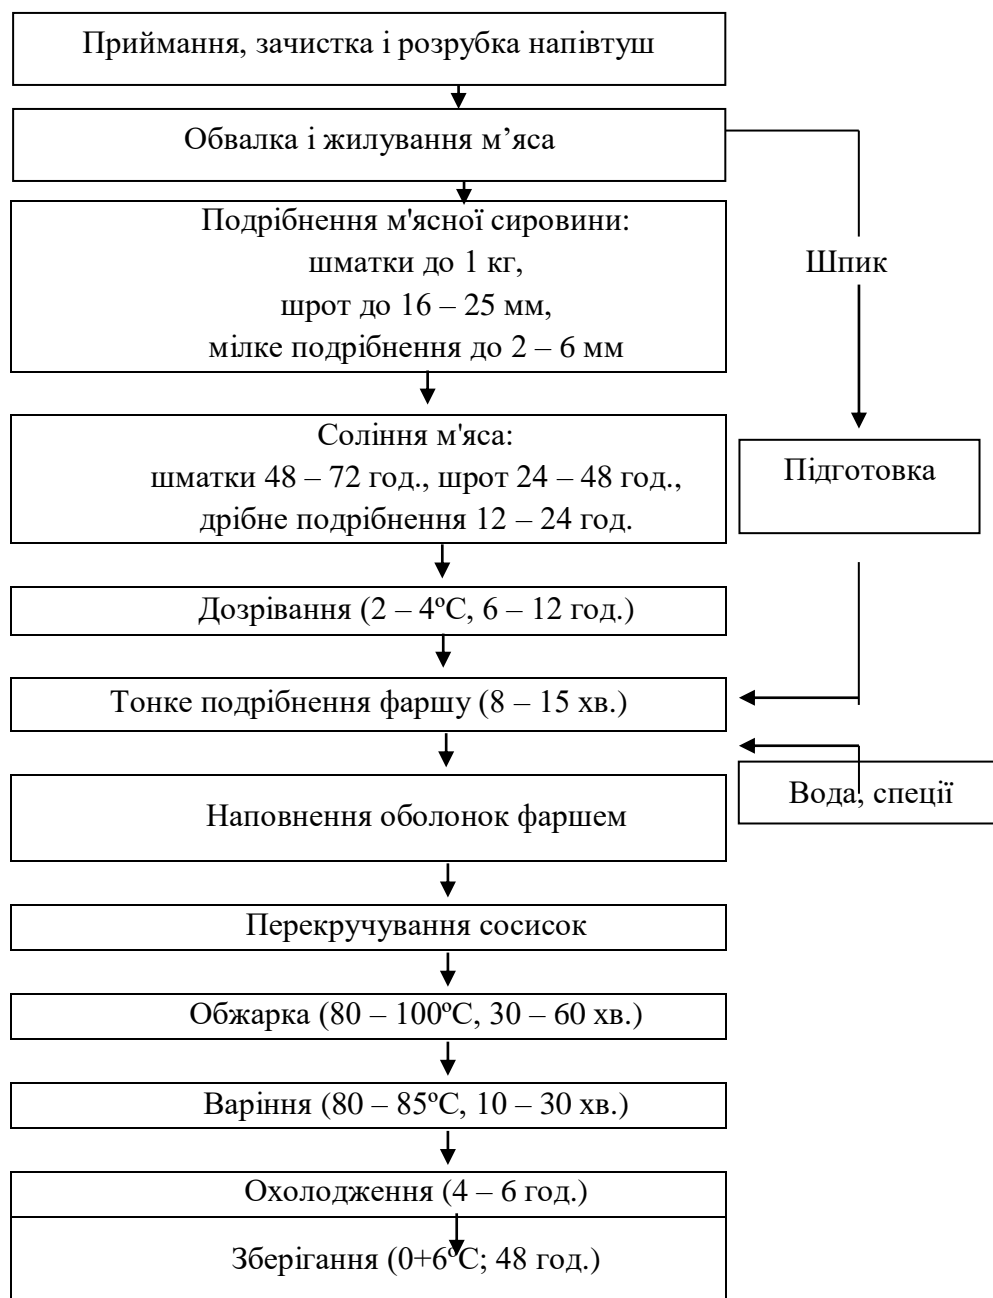 Приймання, зачистка і розрубка напівтуш
Обвалка і жилування м’яса
Подрібнення м'ясної сировини:
шматки до 1 кг,
шрот до 16 – 25 мм,
мілке подрібнення до 2 – 6 мм
Шпик
Соління м'яса:
шматки 48 – 72 год., шрот 24 – 48 год.,
дрібне подрібнення 12 – 24 год.
Підготовка
Дозрівання (2 – 4ºС, 6 – 12 год.)
Тонке подрібнення фаршу (8 – 15 хв.)
Вода, спеції
Наповнення оболонок фаршем
Перекручування сосисок
Обжарка (80 – 100ºС, 30 – 60 хв.)
Варіння (80 – 85ºС, 10 – 30 хв.)
Охолодження (4 – 6 год.)
Зберігання (0+6ºС; 48 год.)